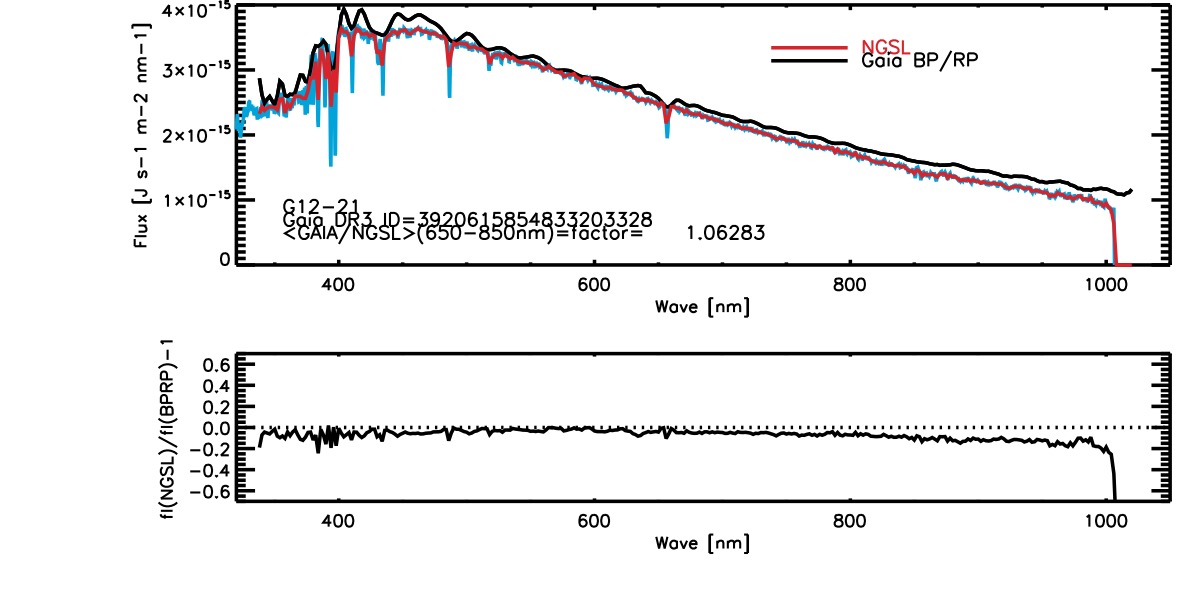 4×10⁻¹⁵
3×10⁻¹⁵
2×10⁻¹⁵
1×10⁻¹⁵
0
Flux [J s−1 m−2 nm−1]
NGSL
Gaia BP/RP
G12−21
Gaia DR3 ID=3920615854833203328
<GAIA/NGSL>(650−850nm)=factor= 1.06283
400 600 800 1000
Wave [nm]
fl(NGSL)/fl(BPRP)−1
0.6
0.4
0.2
0.0
−0.2
−0.4
−0.6
400 600 800 1000
Wave [nm]